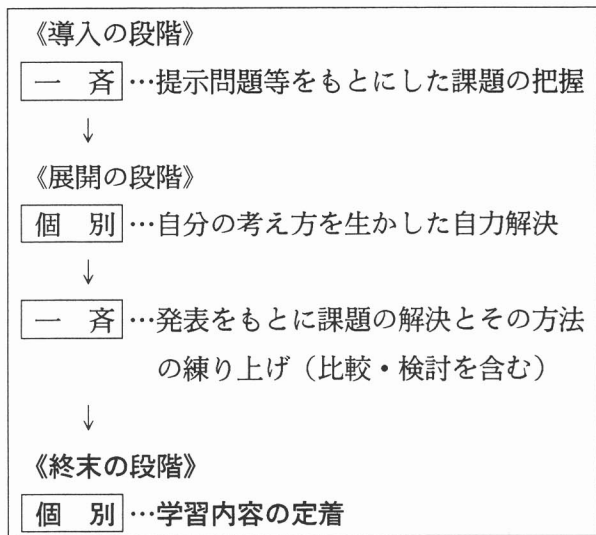 《導入の段階》
一 斉…提示問題等をもとにした課題の把握
↓
《展開の段階》
個 別…自分の考え方を生かした自力解決
↓
一 斉…発表をもとに課題の解決とその方法
の練り上げ（比較・検討を含む）
↓
《終末の段階》
個 別…学習内容の定着